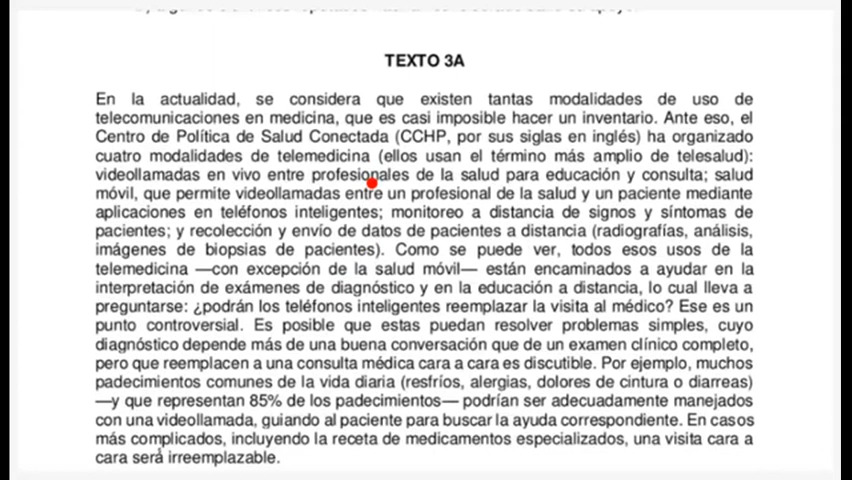 TEXTO 3A
En la actualidad, se considera que existen tantas modalidades de uso de
telecomunicaciones en medicina, que es casi imposible hacer un inventario. Ante eso, el
Centro de Política de Salud Conectada (CCHP, por sus siglas en inglés) ha organizado
cuatro modalidades de telemedicina (ellos usan el término más amplio de telesalud):
videollamadas en vivo entre profesionales de la salud para educación y consulta; salud
móvil, que permite videollamadas entre un profesional de la salud y un paciente mediante
aplicaciones en teléfonos inteligentes; monitoreo a distancia de signos y síntomas de
pacientes; y recolección y envío de datos de pacientes a distancia (radiografías, análisis,
imágenes de biopsias de pacientes). Como se puede ver, todos esos usos de la
telemedicina —con excepción de la salud móvil— están encaminados a ayudar en la
interpretación de exámenes de diagnóstico y en la educación a distancia, lo cual lleva a
preguntarse: ¿podrán los teléfonos inteligentes reemplazar la visita al médico? Ese es un
punto controversial. Es posible que estas puedan resolver problemas simples, cuyo
diagnóstico depende más de una buena conversación que de un examen clínico completo,
pero que reemplacen a una consulta médica cara a cara es discutible. Por ejemplo, muchos
padecimientos comunes de la vida diaria (resfríos, alergias, dolores de cintura o diarreas)
—y que representan 85% de los padecimientos— podrían ser adecuadamente manejados
con una videollamada, guiando al paciente para buscar la ayuda correspondiente. En casos
más complicados, incluyendo la receta de medicamentos especializados, una visita cara a
cara será irreemplazable.